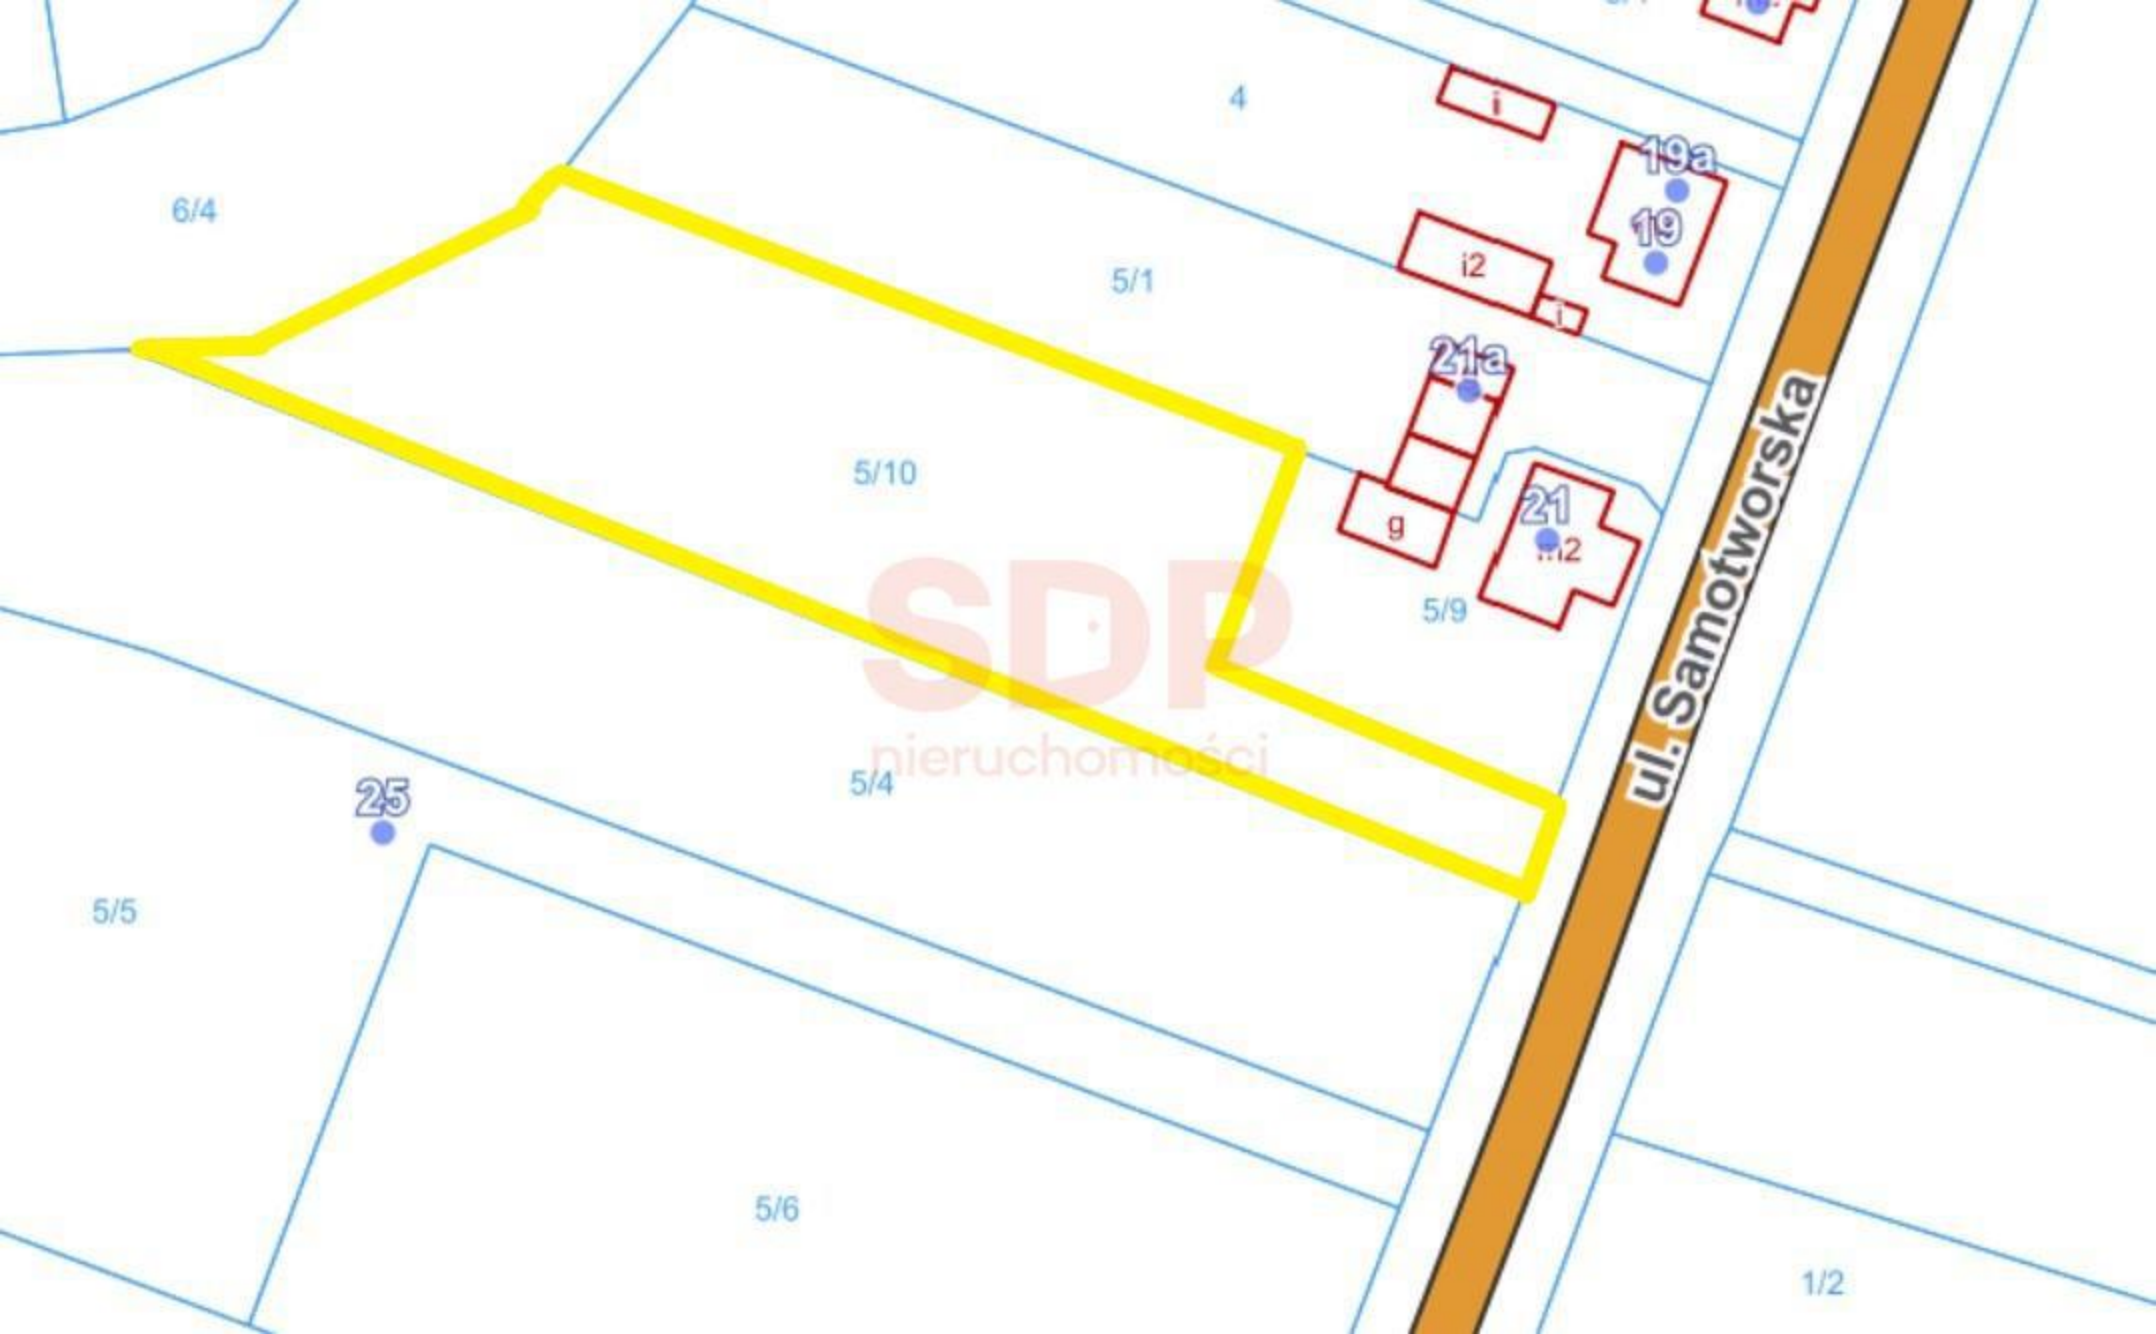 4
i
19a
19
6/4
i2
5/1
i
21a
5/10
21
g
m2
5/9
ul. Samotworska
SDP
nieruchomości
5/4
25
5/5
5/6
1/2